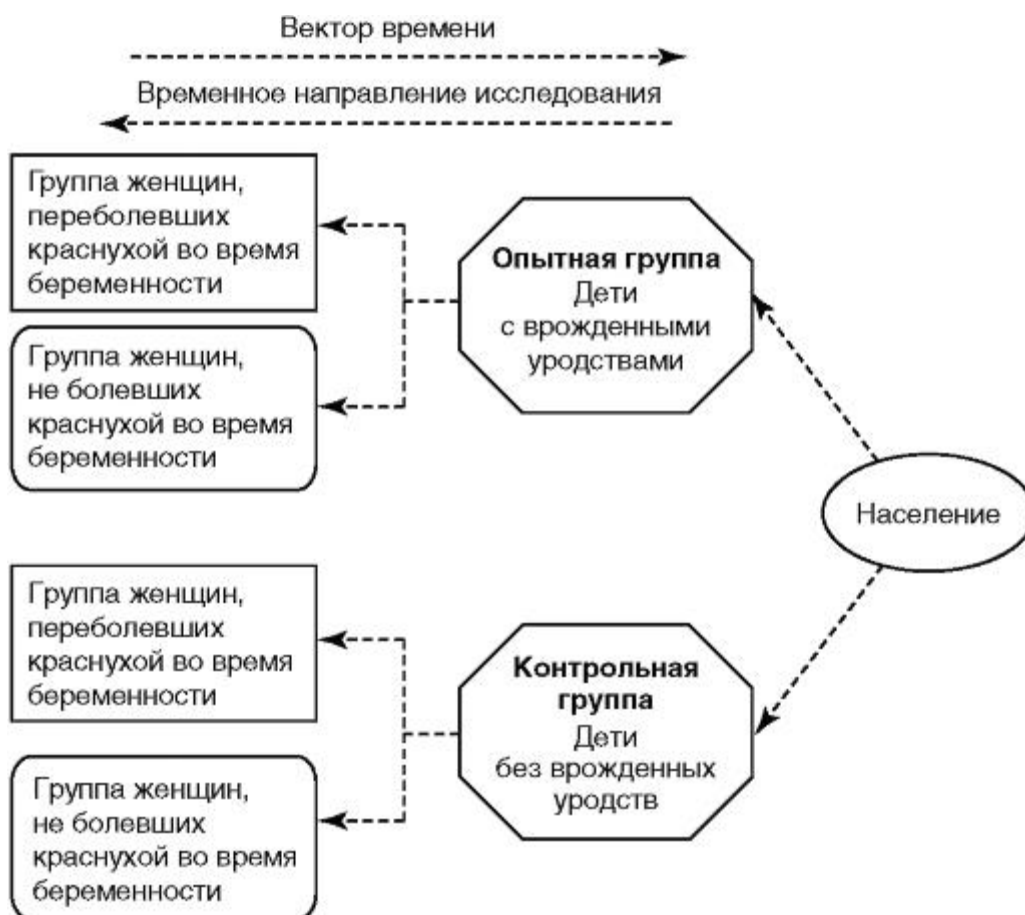 Вектор времени
Временное направление исследования
Группа женщин,
переболевших
краснухой во время
беременности
Группа женщин,
не болевших
краснухой во время
беременности
Опытная группа
Дети
с врожденными
уродствами
Население
Группа женщин,
переболевших
краснухой во время
беременности
Группа женщин,
не болевших
краснухой во время
беременности
Контрольная
группа
Дети
без врожденных
уродств